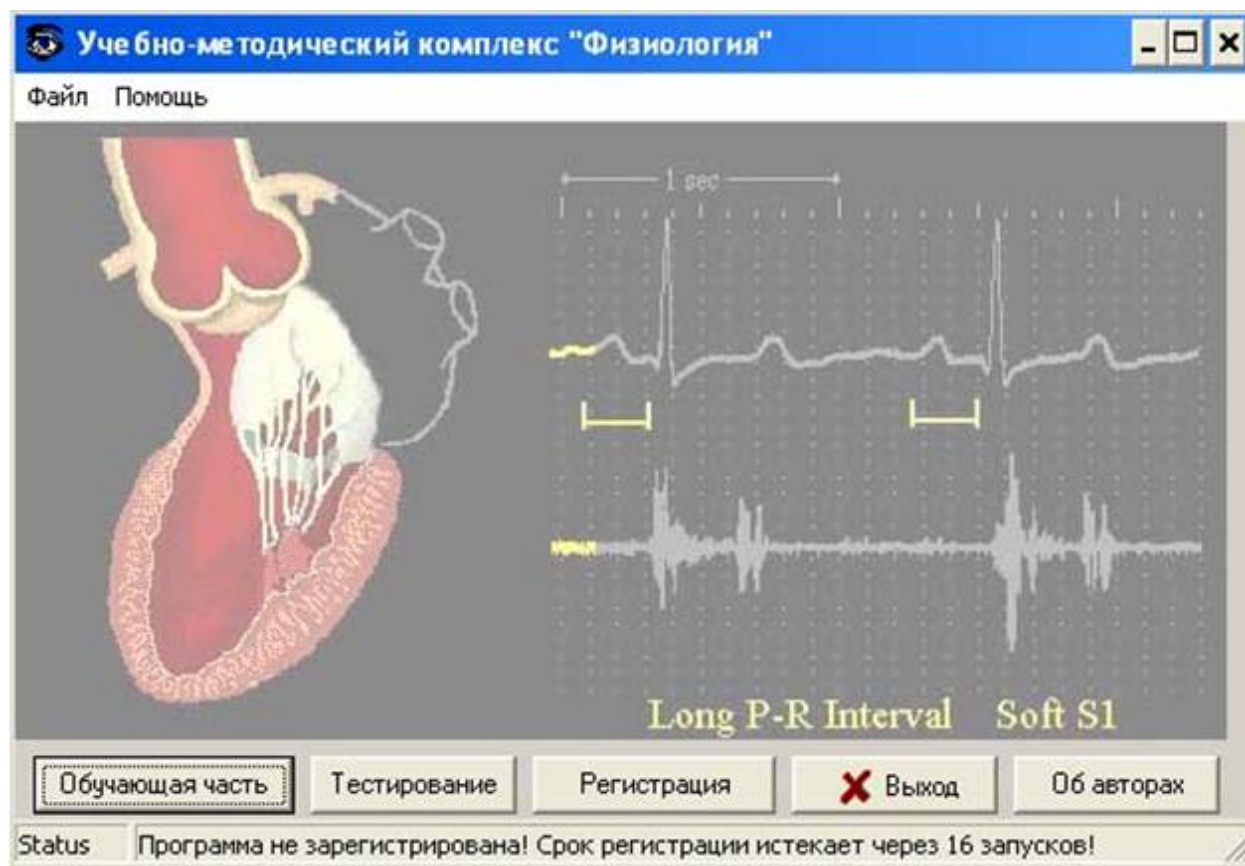 Учебно-методический комплекс "Физиология"
Файл Помощь
1 sec
Long P-R Interval Soft S1
Обучающая часть Тестирование Регистрация Выход Об авторах
Status Программа не зарегистрирована! Срок регистрации истекает через 16 запусков!